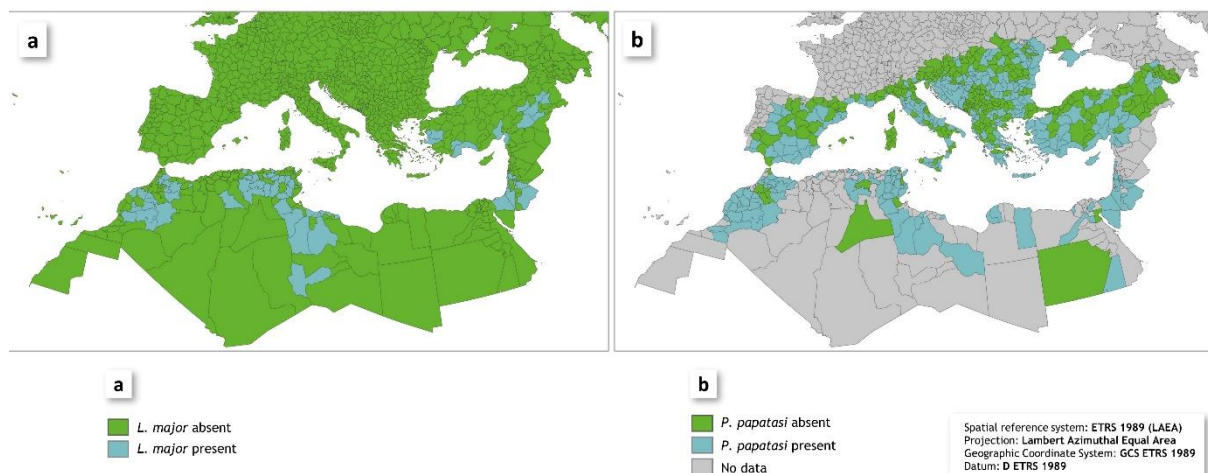 a
b
a
L. major absent
L. major present
b
P. papatasi absent
P. papatasi present
No data
Spatial reference system: ETRS 1989 (LAEA)
Projection: Lambert Azimuthal Equal Area
Geographic Coordinate System: GCS ETRS 1989
Datum: D ETRS 1989